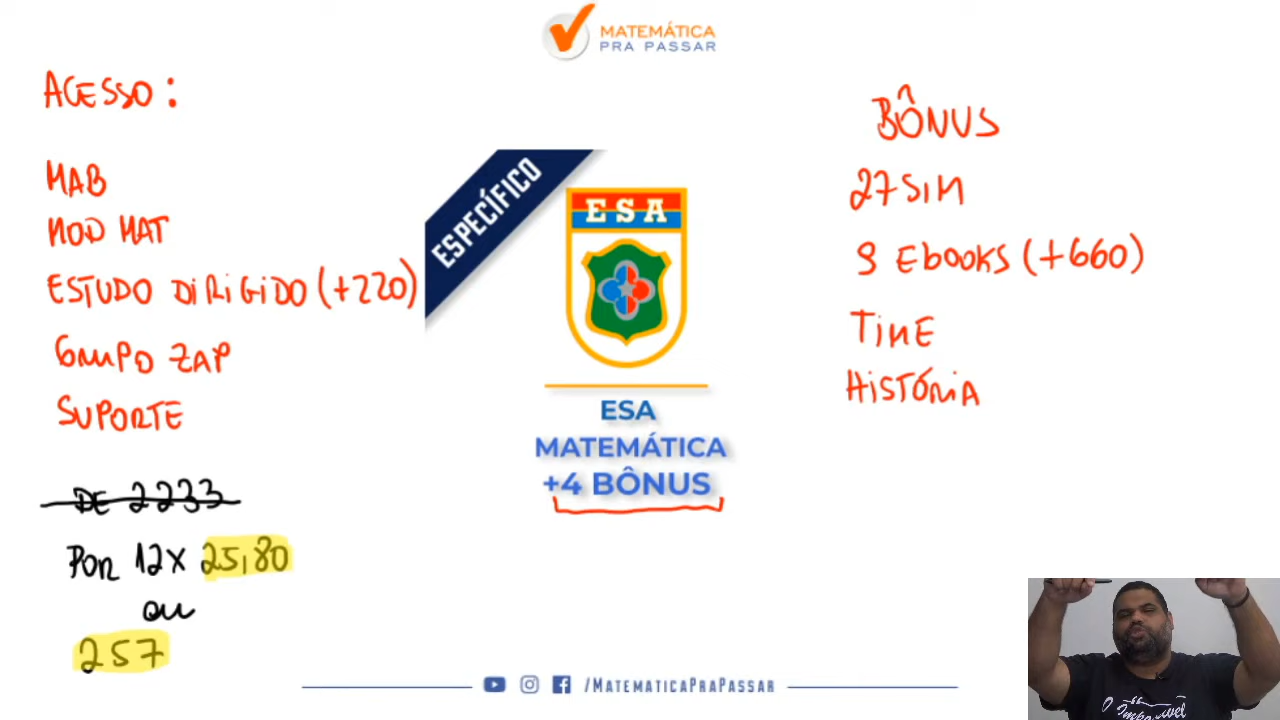 MATEMÁTICA
PRA PASSAR
ACESSO:
MAB
MOD MAT
ESTUDO DIRIGIDO (+220)
GRUPO ZAP
SUPORTE
DE 2233
POR 12X 25,80
ou
257
ESPECÍFICO
ESA
ESA
MATEMÁTICA
+4 BÔNUS
BÔNUS
27 SIM
9 Ebooks (+660)
TIME
HISTÓRIA
/MATEMATICAPRAPASSAR
O Impossível